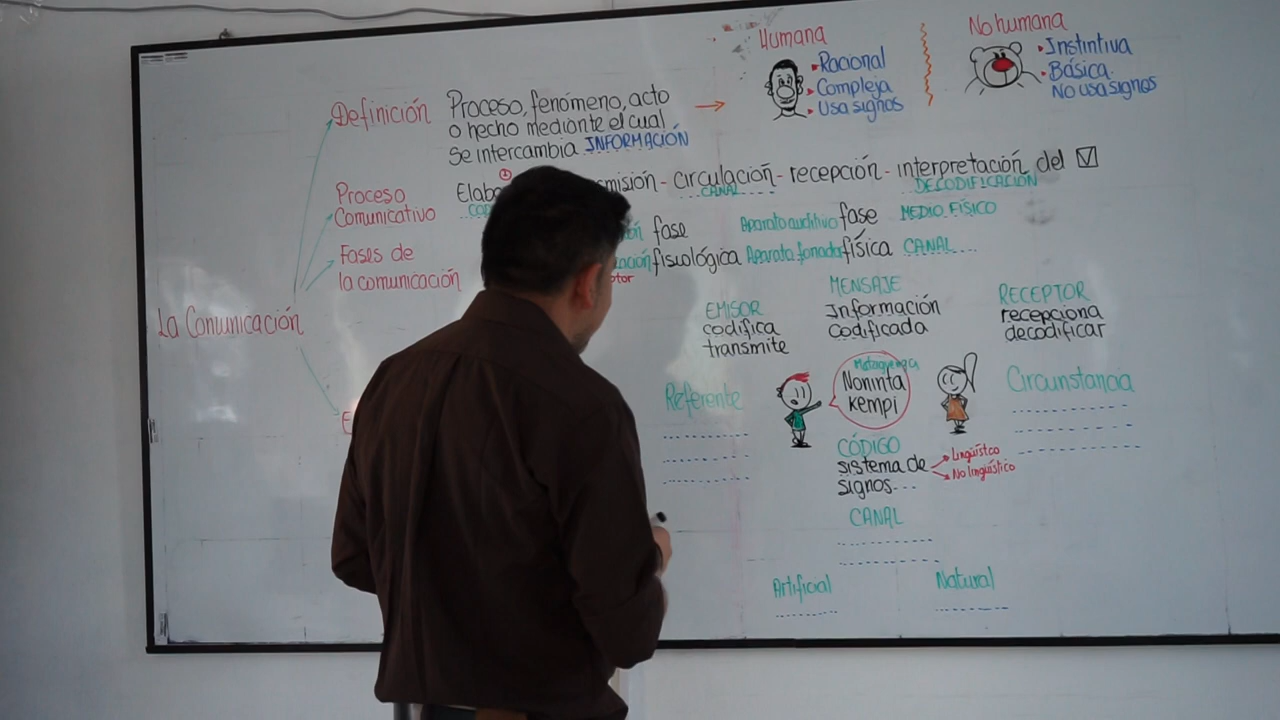 Humana
Racional
Compleja
Usa signos
No humana
Instintiva
Básica
No usa signos
Definición
Proceso, fenómeno, acto
o hecho mediante el cual
se intercambia INFORMACIÓN
Proceso
Comunicativo
misión - circulación - recepción - interpretación del
CANAL
DECODIFICACIÓN
Fases de
la comunicación
fase Aparato auditivo fase MEDIO FÍSICO
fisiológica Aparato fonador física CANAL....
La Comunicación
EMISOR
codifica
transmite
MENSAJE
Información
Codificada
RECEPTOR
recepciona
decodificar
Referente
Noninta
kempi
Circunstancia
CÓDIGO
sistema de
signos...
Lingüístco
No lingüístico
CANAL
Artificial
Natural